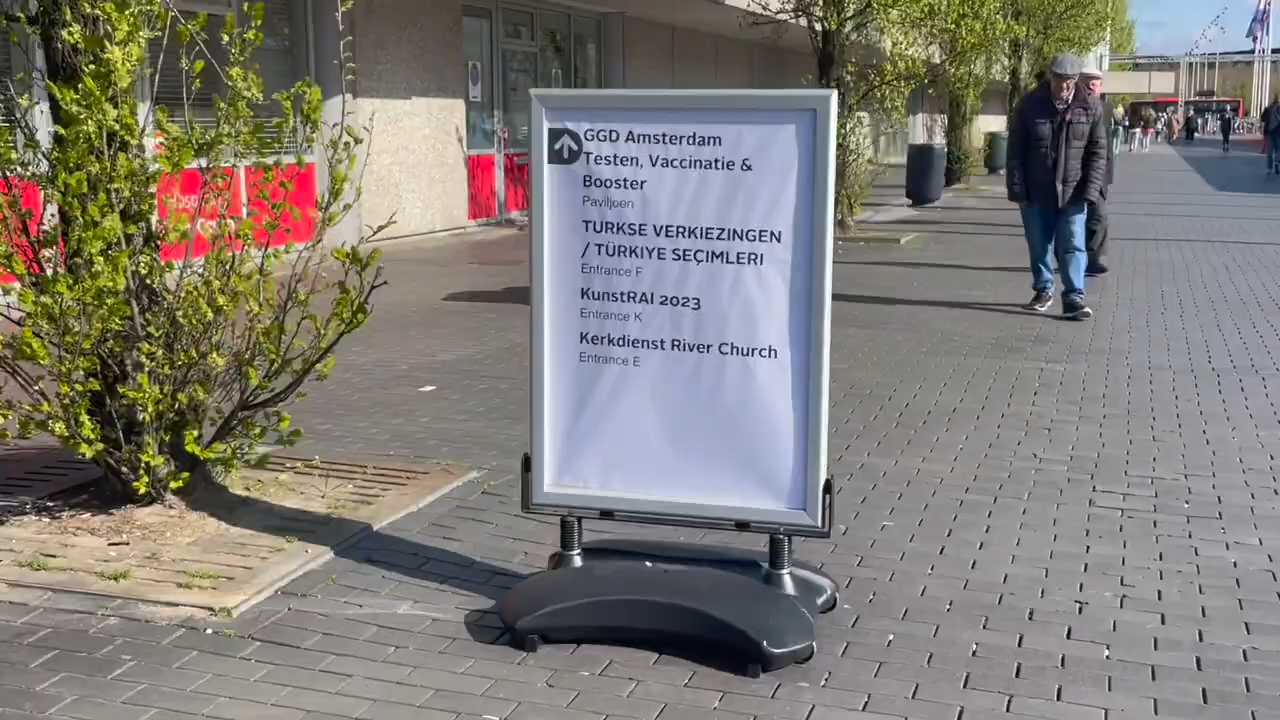 GGD Amsterdam
Testen, Vaccinatie &
Booster
Paviljoen
TURKSE VERKIEZINGEN
/ TÜRKIYE SEÇIMLERI
Entrance F
KunstRAI 2023
Entrance K
Kerkdienst River Church
Entrance E